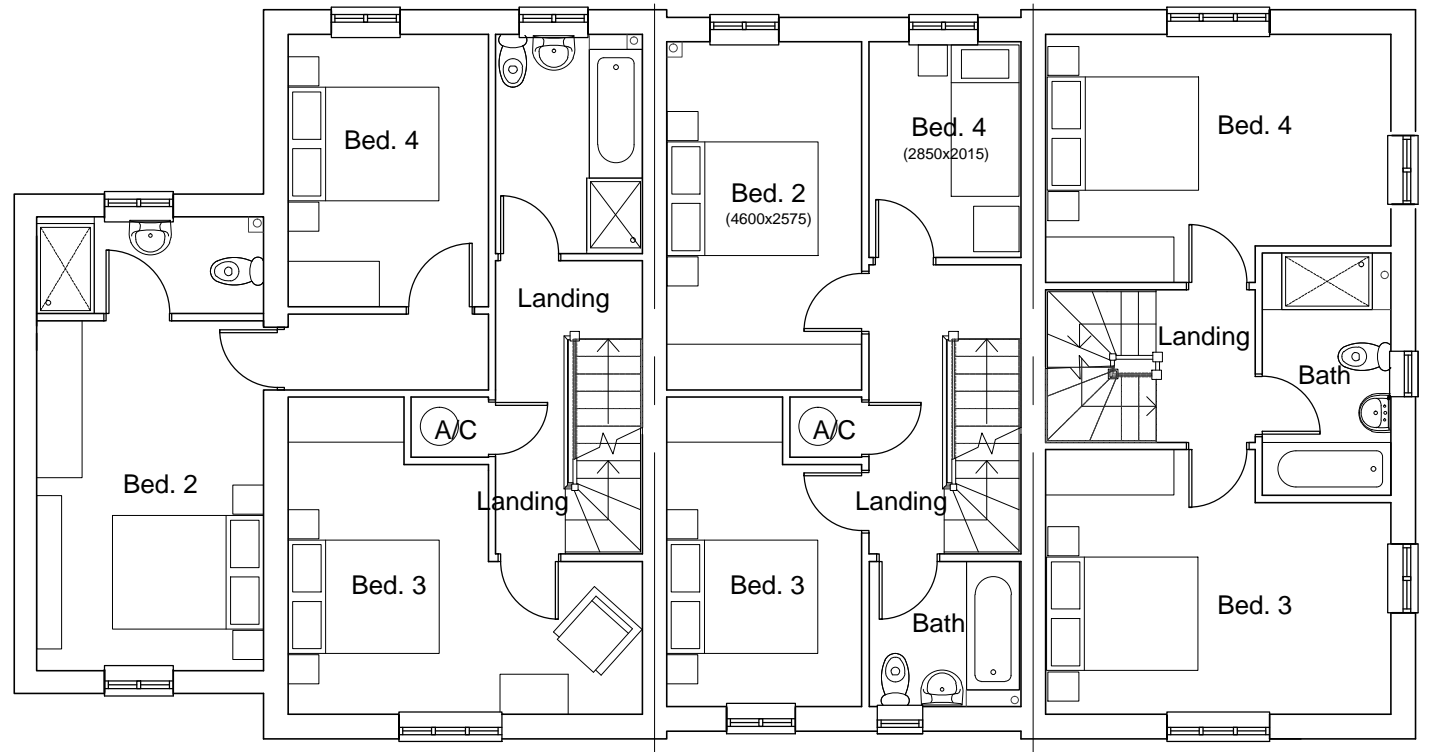 Bed. 4
Bed. 2
Landing
A/C
Landing
Bed. 3
Bed. 2
(4600x2575)
Bed. 4
(2850x2015)
A/C
Landing
Bed. 3
Bath
Bed. 4
Landing
Bath
Bed. 3